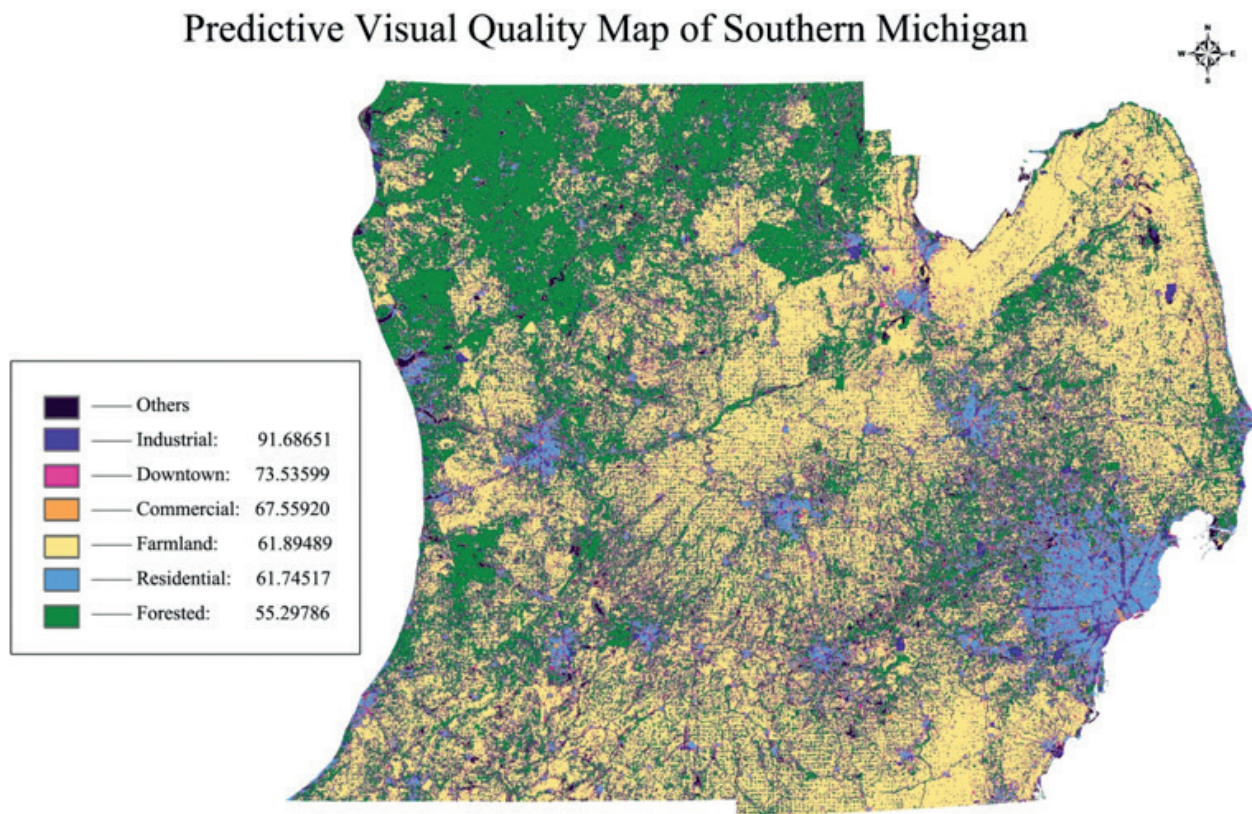 Predictive Visual Quality Map of Southern Michigan
N
W E
S
Others
Industrial: 91.68651
Downtown: 73.53599
Commercial: 67.55920
Farmland: 61.89489
Residential: 61.74517
Forested: 55.29786